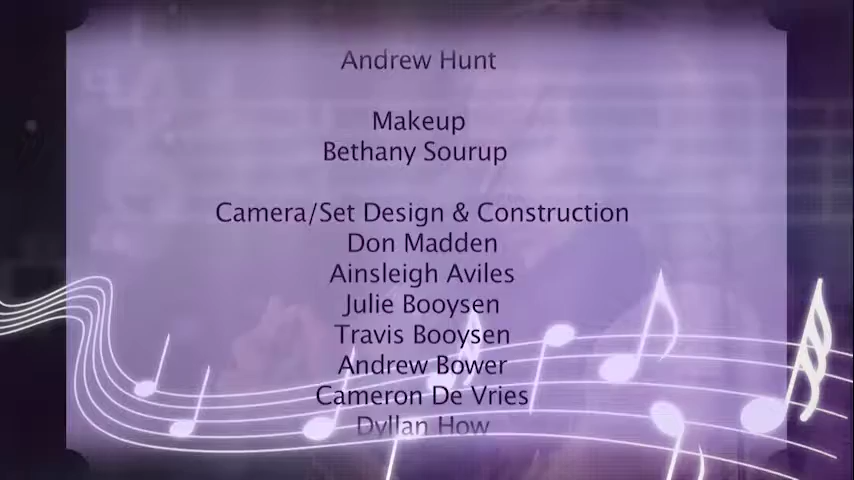 Andrew Hunt
Makeup
Bethany Sourup
Camera/Set Design & Construction
Don Madden
Ainsleigh Aviles
Julie Booysen
Travis Booysen
Andrew Bower
Cameron De Vries
Dyllan How